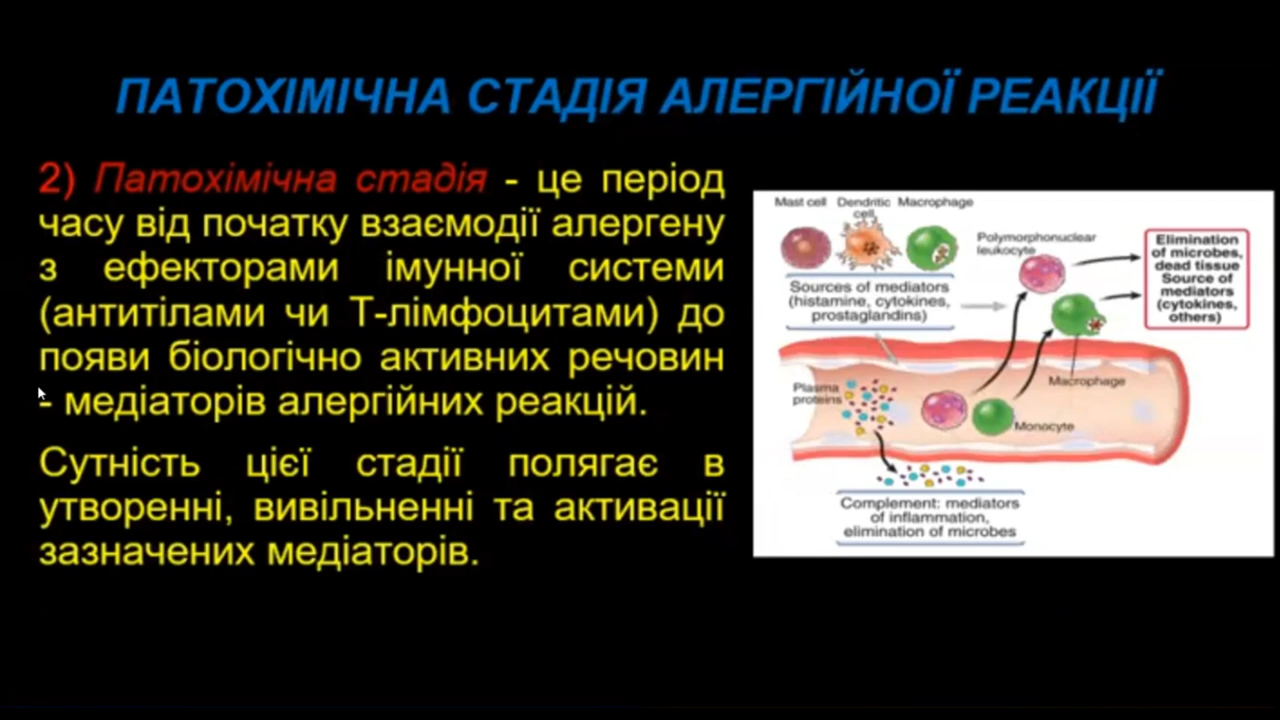 ПАТОХІМІЧНА СТАДІЯ АЛЕРГІЙНОЇ РЕАКЦІЇ
2) Патохімічна стадія - це період
часу від початку взаємодії алергену
з ефекторами імунної системи
(антитілами чи Т-лімфоцитами) до
появи біологічно активних речовин
- медіаторів алергійних реакцій.
Сутність цієї стадії полягає в
утворенні, вивільненні та активації
зазначених медіаторів.
Mast cell
Dendritic
cell
Macrophage
Sources of mediators
(histamine, cytokines,
prostaglandins)
Polymorphonuclear
leukocyte
Elimination
of microbes,
dead tissue
Source of
mediators
(cytokines,
others)
Macrophage
Plasma
proteins
Monocyte
Complement: mediators
of inflammation,
elimination of microbes